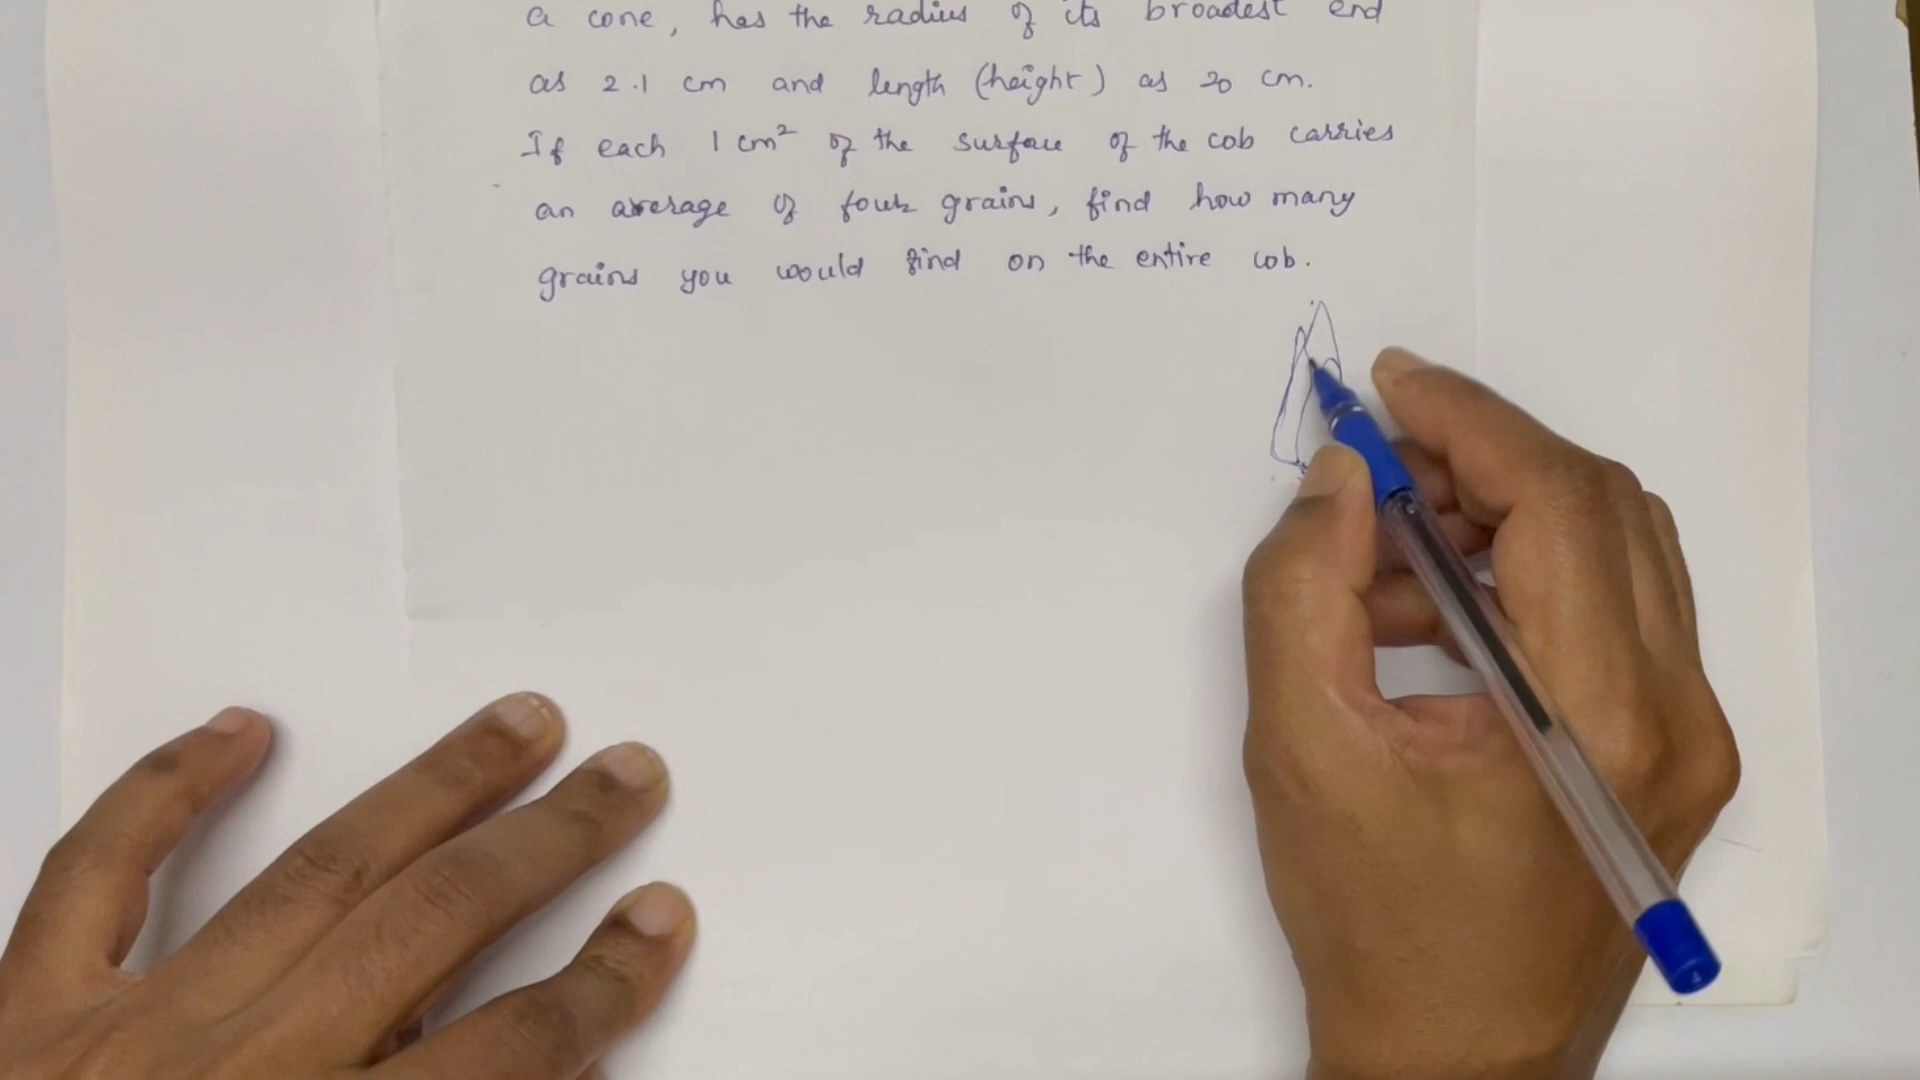 a cone, has the radius of its broadest end
as 2.1 cm and length (height) as 20 cm.
If each 1 cm² of the surface of the cob carries
an average of four grains, find how many
grains you would find on the entire cob.